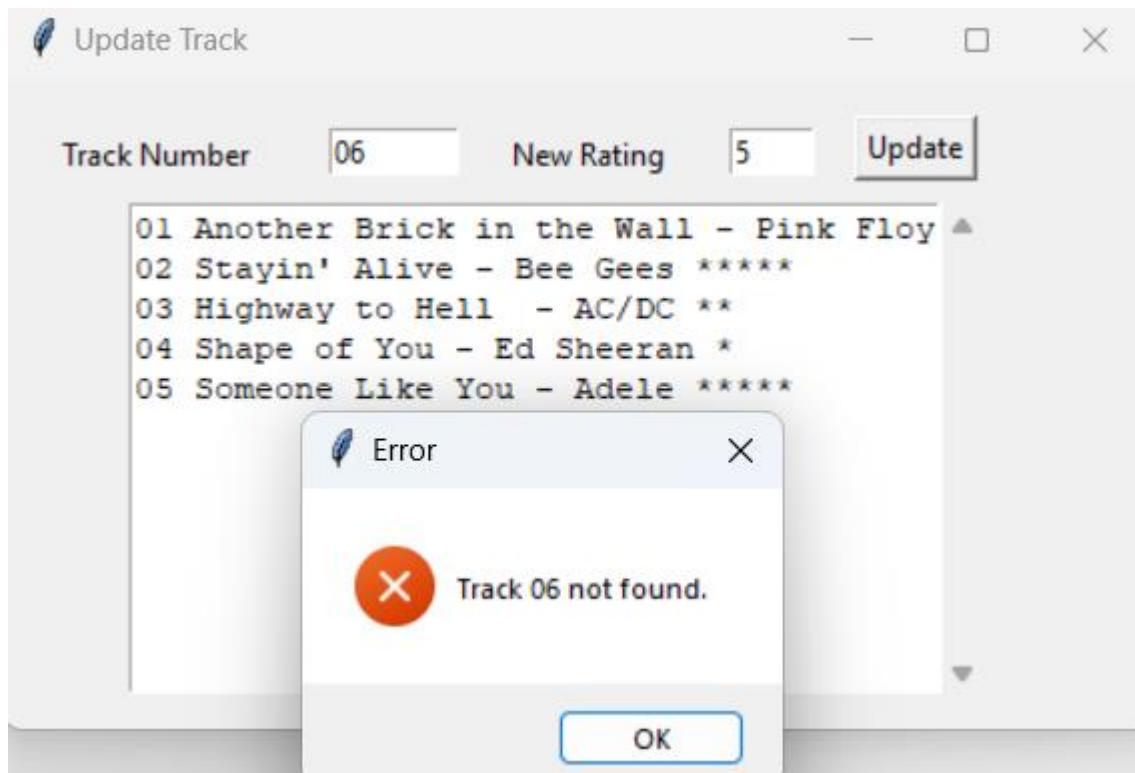 Update Track
Track Number 06 New Rating 5 Update
01 Another Brick in the Wall - Pink Floy
02 Stayin' Alive - Bee Gees *****
03 Highway to Hell  - AC/DC **
04 Shape of You - Ed Sheeran *
05 Someone Like You - Adele *****
Error
Track 06 not found.
OK